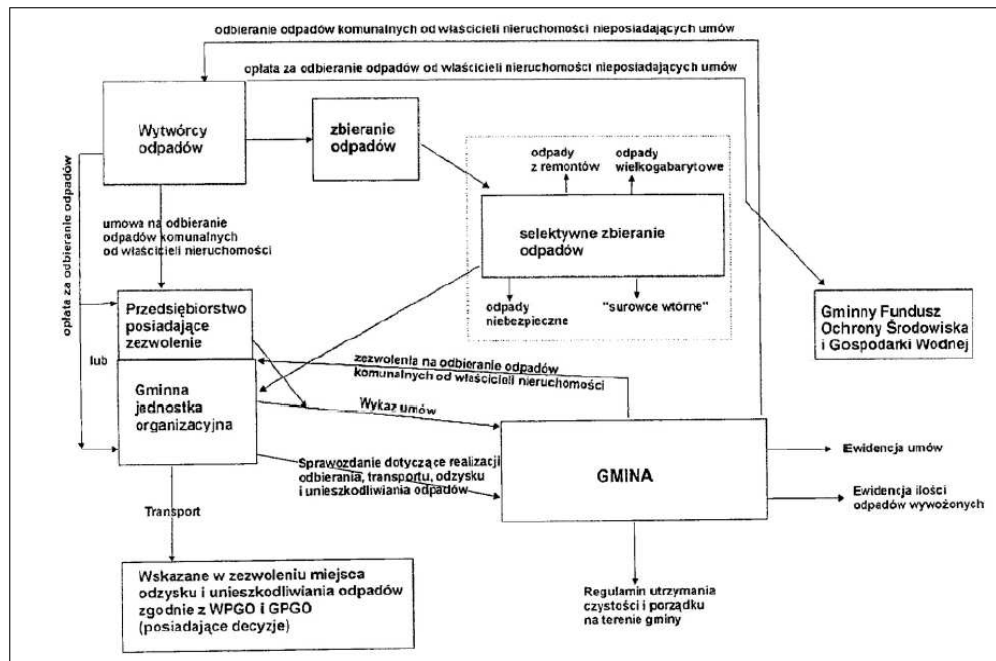 odbieranie odpadów komunalnych od właścicieli nieruchomości nieposiadających umów
opłata za odbieranie odpadów od właścicieli nieruchomości nieposiadających umów
Wytwórcy
odpadów
zbieranie
odpadów
odpady
z remontów
odpady
wielkogabarytowe
selektywne zbieranie
odpadów
odpady
niebezpieczne
"surowce wtórne"
opłata za odbieranie odpadów
umowa na odbieranie
odpadów komunalnych
od właścicieli nieruchomości
Przedsiębiorstwo
posiadające
zezwolenie
lub
Gminna
jednostka
organizacyjna
Gminny Fundusz
Ochrony Środowiska
i Gospodarki Wodnej
zezwolenia na odbieranie odpadów
komunalnych od właścicieli nieruchomości
Wykaz umów
Sprawozdanie dotyczące realizacji
odbierania, transportu, odzysku
i unieszkodliwiania odpadów
GMINA
Ewidencja umów
Ewidencja ilości
odpadów wywożonych
Transport
Wskazane w zezwoleniu miejsca
odzysku i unieszkodliwiania odpadów
zgodnie z WPGO i GPGO
(posiadające decyzje)
Regulamin utrzymania
czystości i porządku
na terenie gminy